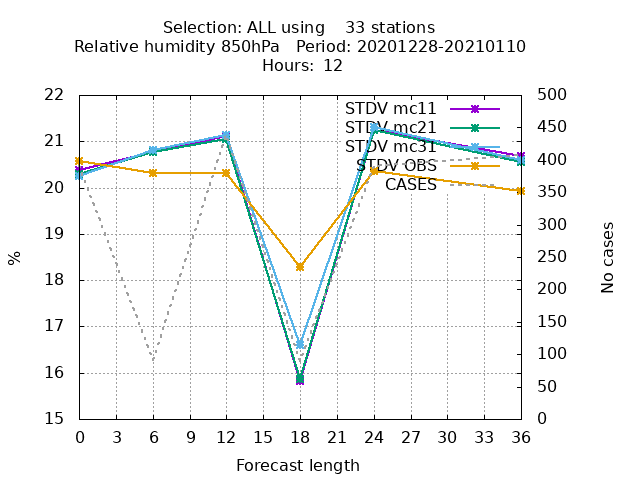 Selection: ALL using    33 stations
Relative humidity 850hPa   Period: 20201228-20210110
Hours:  12
STDV mc11
STDV mc21
STDV mc31
STDV OBS
CASES
22
21
20
19
18
17
16
15
%
500
450
400
350
300
250
200
150
100
50
0
No cases
0 3 6 9 12 15 18 21 24 27 30 33 36
Forecast length